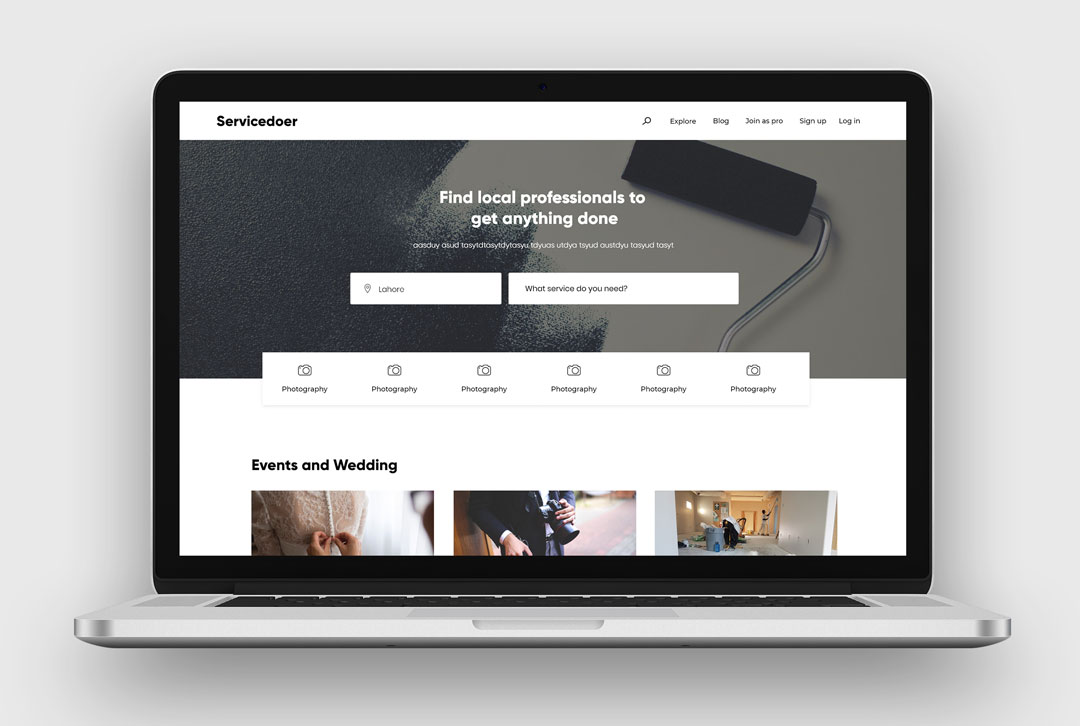 Servicedoer
Explore Blog Join as pro Sign up Log in
Find local professionals to
get anything done
aasduy asud tasytdtasytdytasyu tdyuas utdya tsyud austdyu tasyud tasyt
Lahore What service do you need?
Photography Photography Photography Photography Photography Photography
Events and Wedding